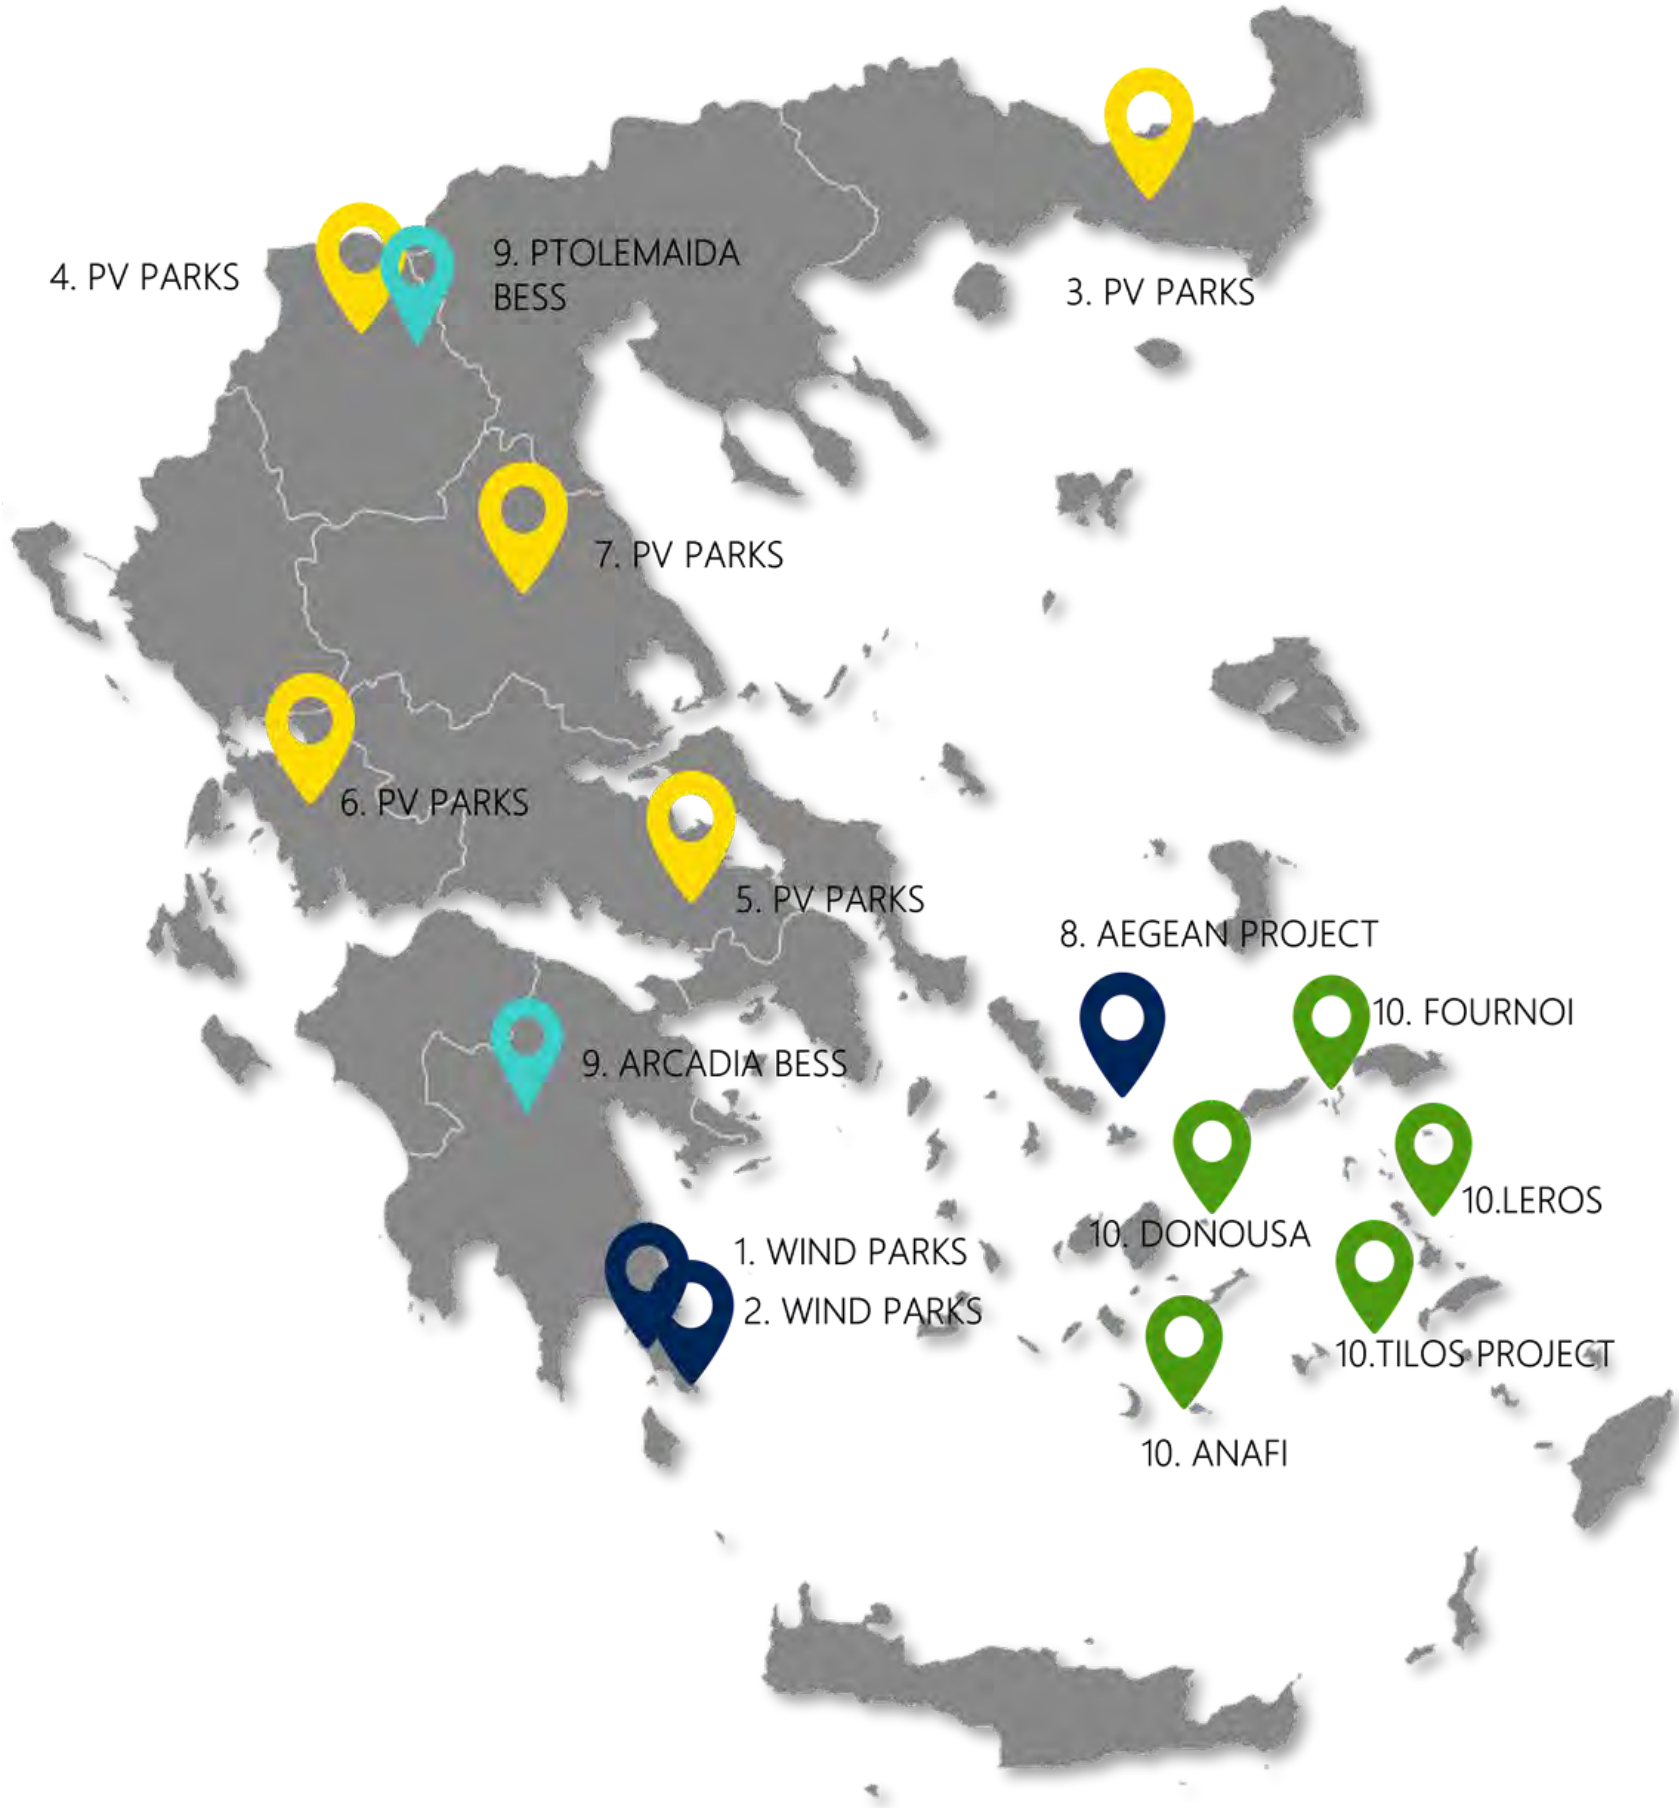 4. PV PARKS
9. PTOLEMAIDA
BESS
3. PV PARKS
7. PV PARKS
6. PV PARKS
5. PV PARKS
8. AEGEAN PROJECT
10. FOURNOI
9. ARCADIA BESS
10.LEROS
10. DONOUSA
1. WIND PARKS
2. WIND PARKS
10.TILOS PROJECT
10. ANAFI